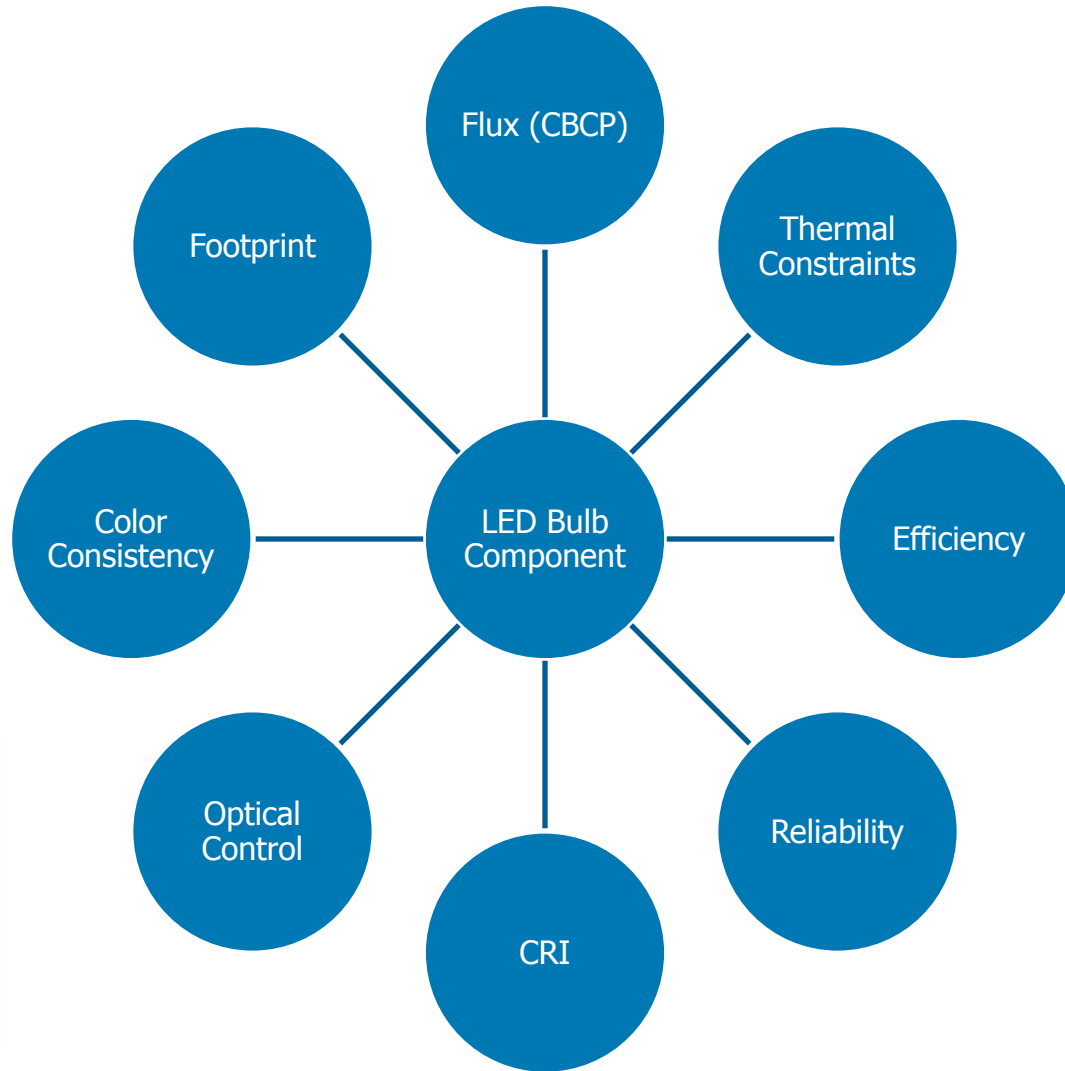 Flux (CBCP)
Thermal
Constraints
Efficiency
Reliability
CRI
Optical
Control
Color
Consistency
Footprint
LED Bulb
Component